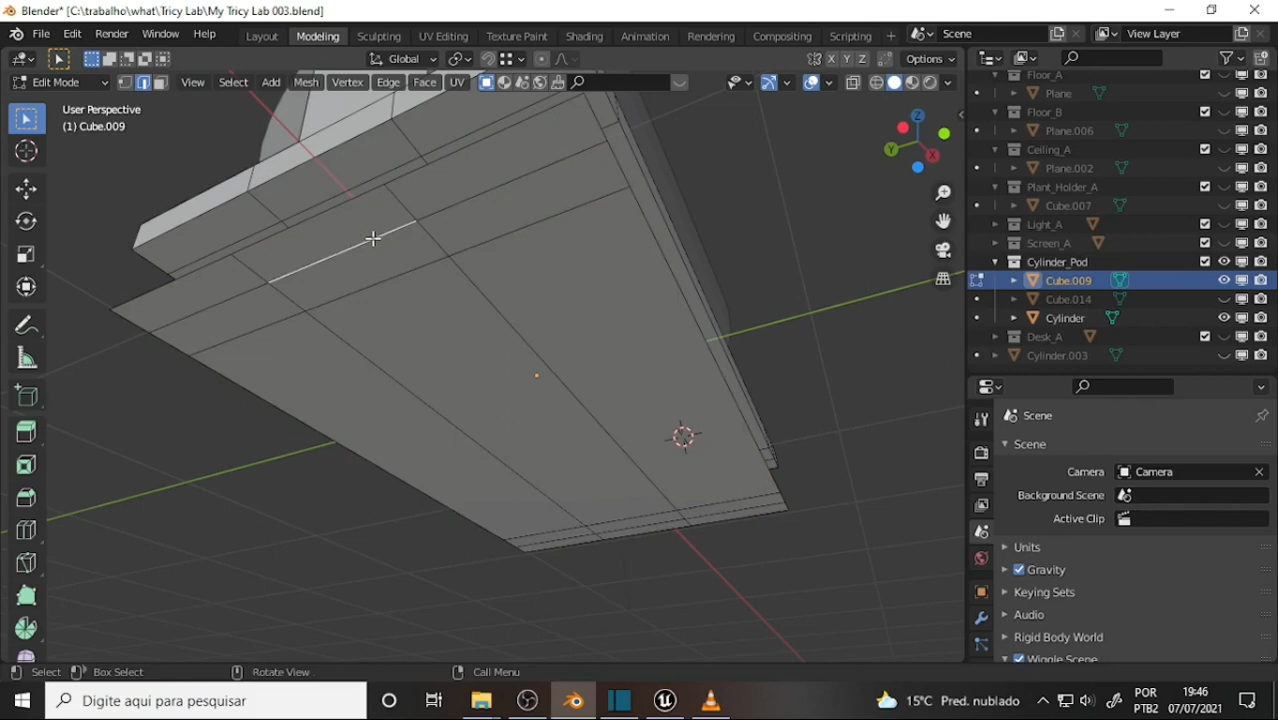 Blender* [C:\trabalho\what\Tricy Lab\My Tricy Lab 003.blend]
File Edit Render Window Help Layout Modeling Sculpting UV Editing Texture Paint Shading Animation Rendering Compositing Scripting + Scene View Layer
Global X Y Z Options
Edit Mode View Select Add Mesh Vertex Edge Face UV
User Perspective
(1) Cube.009
Z
Y
X
Floor_A
Plane
Floor_B
Plane.006
Ceiling_A
Plane.002
Plant_Holder_A
Cube.007
Light_A
Screen_A
Cylinder_Pod
Cube.009
Cube.014
Cylinder
Desk_A
Cylinder.003
Scene
Scene
Camera Camera
Background Scene
Active Clip
Units
Gravity
Keying Sets
Audio
Rigid Body World
Wiggle Scene
Select Box Select Rotate View Call Menu
Digite aqui para pesquisar 15°C Pred. nublado POR 19:46
PTB2 07/07/2021